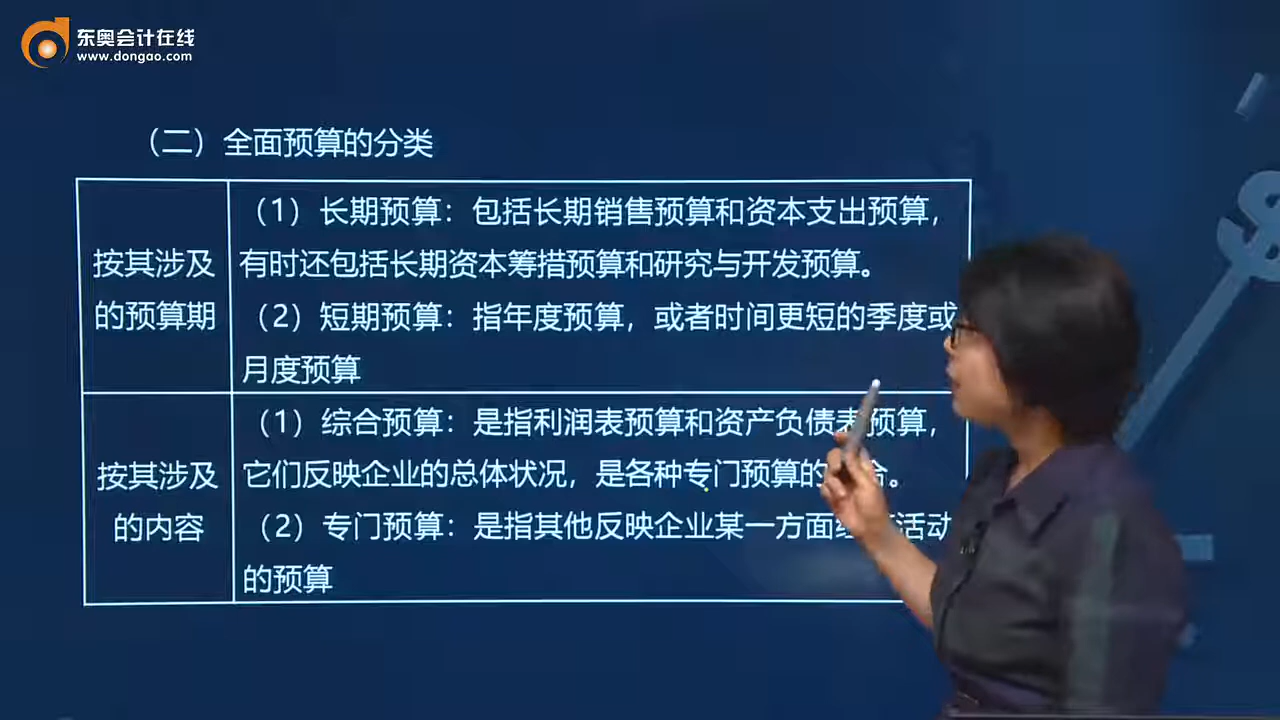 东奥会计在线
www.dongao.com
（二）全面预算的分类
按其涉及
的预算期
（1）长期预算：包括长期销售预算和资本支出预算，
有时还包括长期资本筹措预算和研究与开发预算。
（2）短期预算：指年度预算，或者时间更短的季度或
月度预算
按其涉及
的内容
（1）综合预算：是指利润表预算和资产负债表预算，
它们反映企业的总体状况，是各种专门预算的合。
（2）专门预算：是指其他反映企业某一方面经 活动
的预算